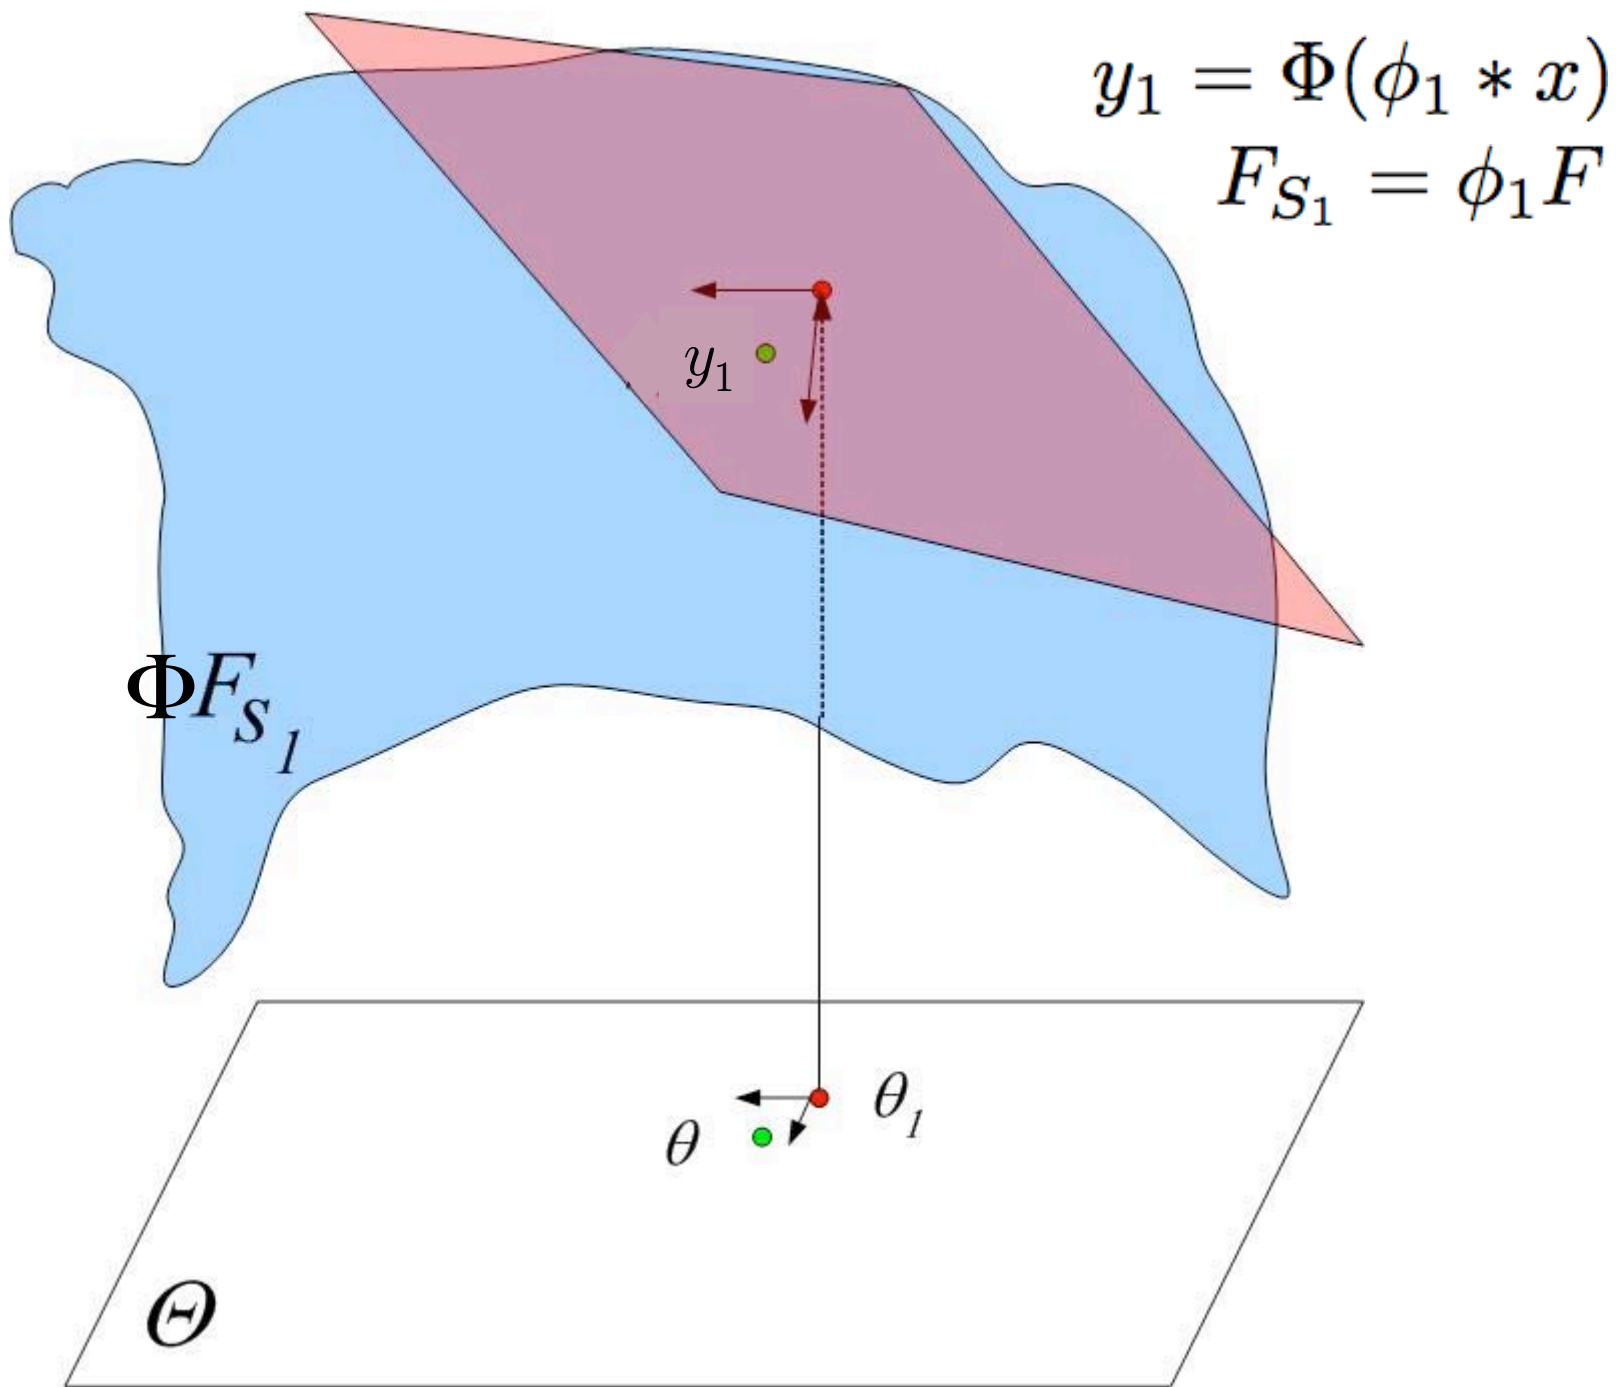 y₁ = Φ(ϕ₁ ∗ x)
F_{S₁} = ϕ₁F
y₁
ΦF_{S₁}
θ₁
θ
Θ